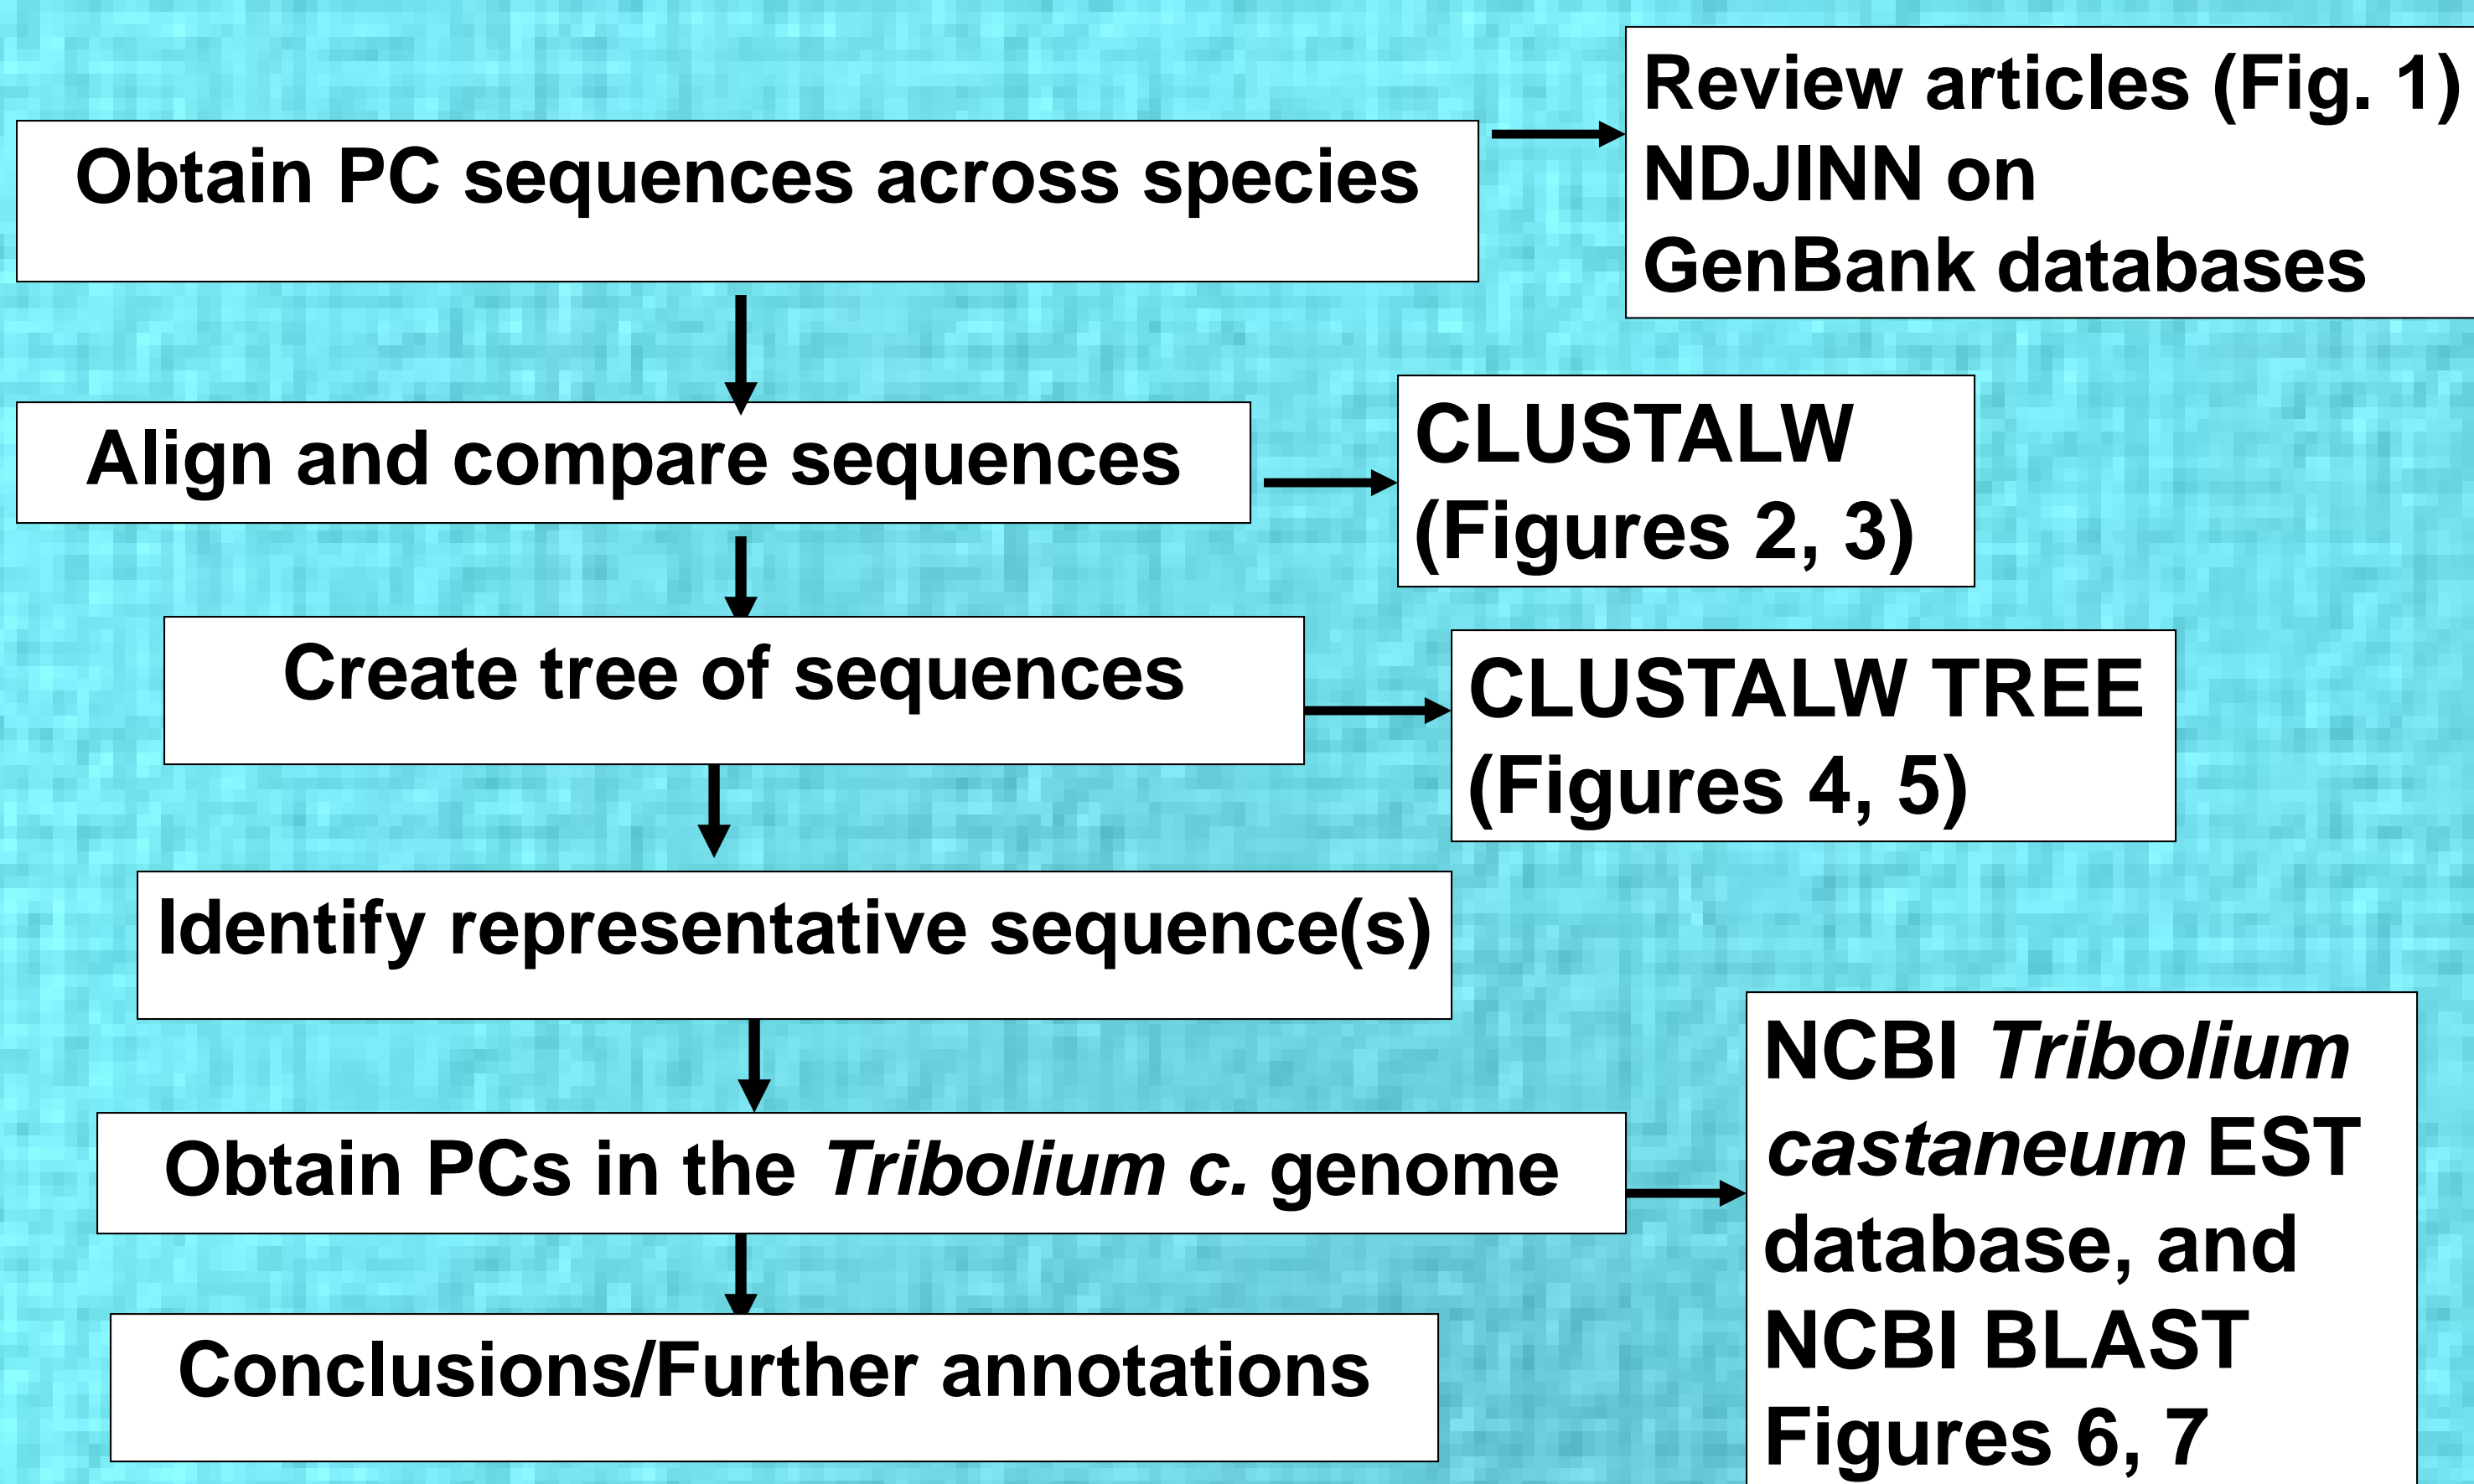 Obtain PC sequences across species
Review articles (Fig. 1)
NDJINN on
GenBank databases
Align and compare sequences
CLUSTALW
(Figures 2, 3)
Create tree of sequences
CLUSTALW TREE
(Figures 4, 5)
Identify representative sequence(s)
Obtain PCs in the Tribolium c. genome
NCBI Tribolium
castaneum EST
database, and
NCBI BLAST
Figures 6, 7
Conclusions/Further annotations